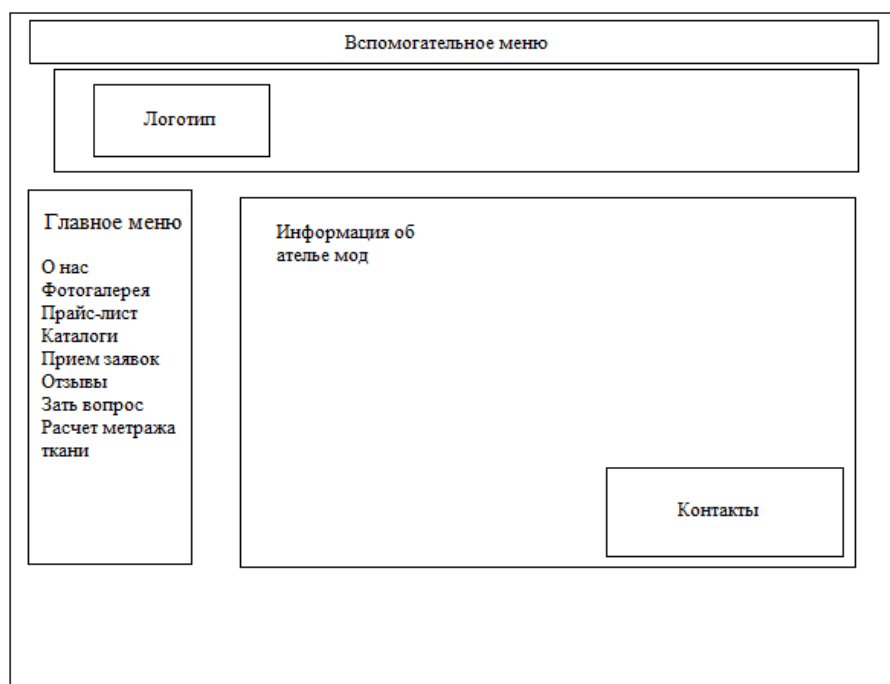 Вспомогательное меню
Логотип
Главное меню
О нас
Фотогалерея
Прайс-лист
Каталоги
Прием заявок
Отзывы
Зать вопрос
Расчет метража
ткани
Информация об
ателье мод
Контакты